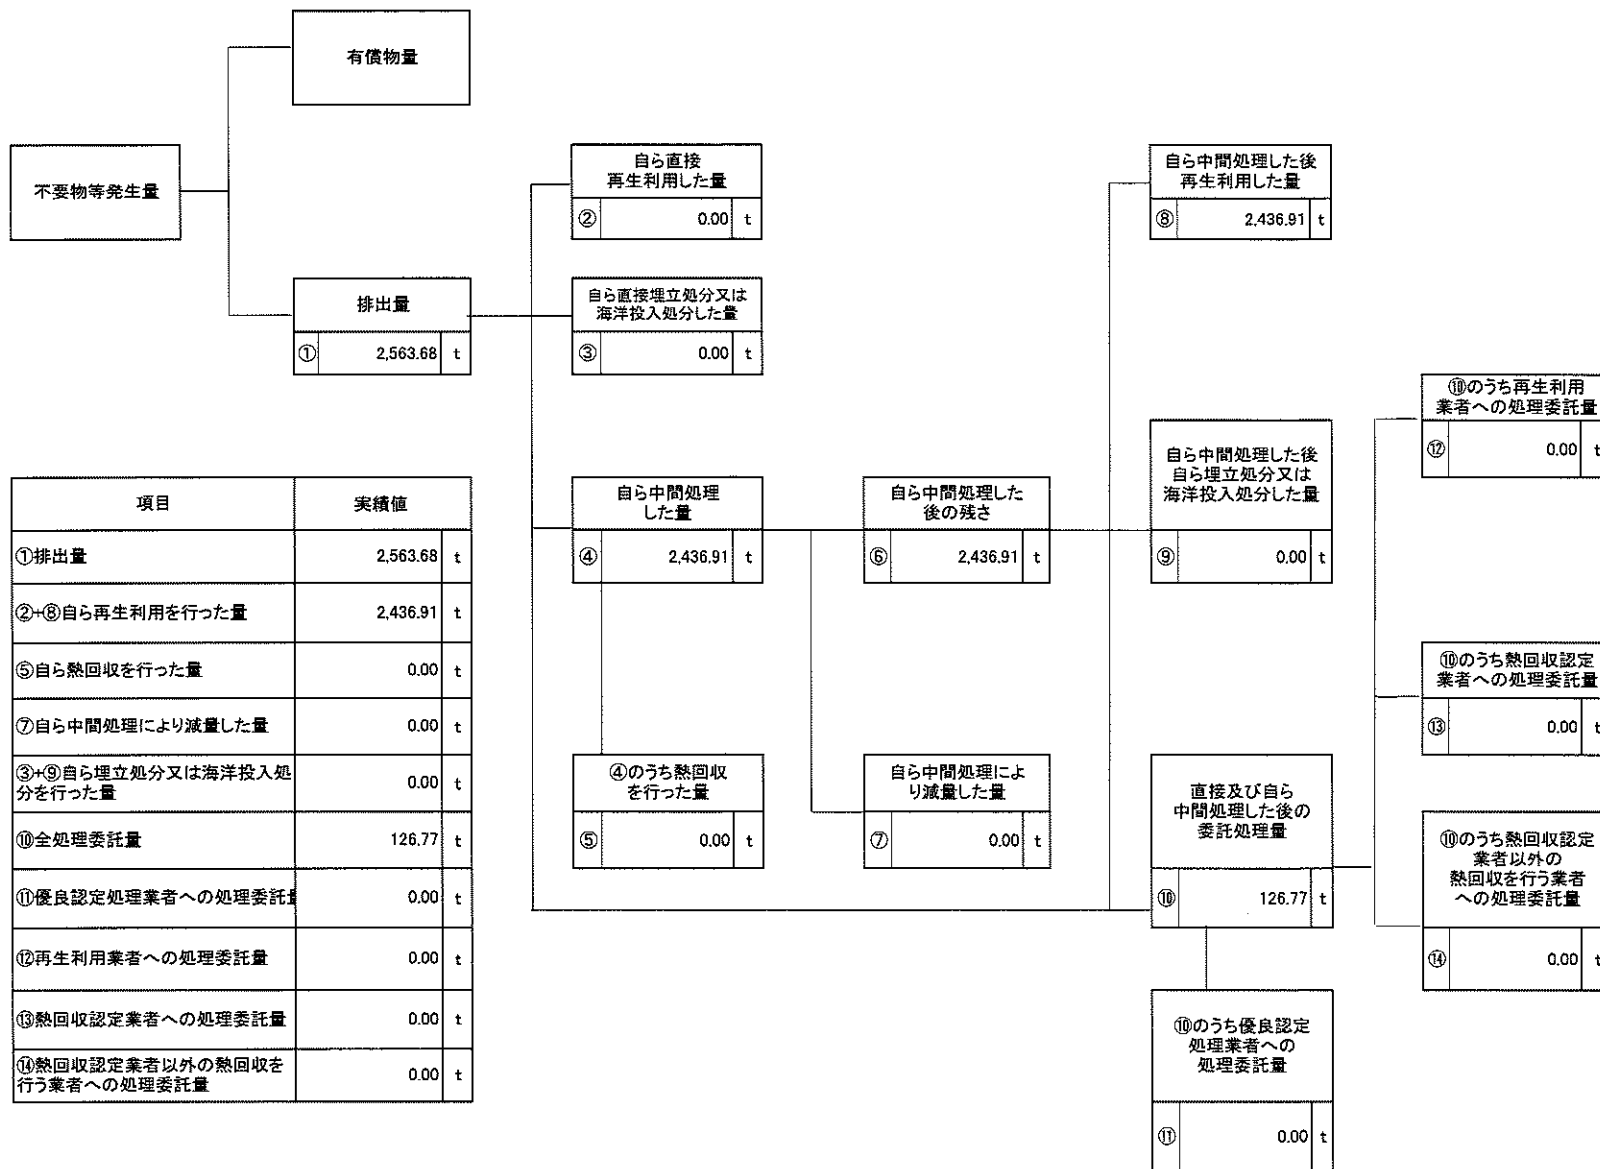 有償物量
不要物等発生量
排出量
① 2,563.68 t
自ら直接
再生利用した量
② 0.00 t
自ら直接埋立処分又は
海洋投入処分した量
③ 0.00 t
自ら中間処理
した量
④ 2,436.91 t
④のうち熱回収
を行った量
⑤ 0.00 t
自ら中間処理した
後の残さ
⑥ 2,436.91 t
自ら中間処理によ
り減量した量
⑦ 0.00 t
自ら中間処理した後
再生利用した量
⑧ 2,436.91 t
自ら中間処理した後
自ら埋立処分又は
海洋投入処分した量
⑨ 0.00 t
直接及び自ら
中間処理した後の
委託処理量
⑩ 126.77 t
⑩のうち優良認定
処理業者への
処理委託量
⑪ 0.00 t
⑩のうち再生利用
業者への処理委託量
⑫ 0.00 t
⑩のうち熱回収認定
業者への処理委託量
⑬ 0.00 t
⑩のうち熱回収認定
業者以外の
熱回収を行う業者
への処理委託量
⑭ 0.00 t
項目 実績値
①排出量 2,563.68 t
②+⑧自ら再生利用を行った量 2,436.91 t
⑤自ら熱回収を行った量 0.00 t
⑦自ら中間処理により減量した量 0.00 t
③+⑨自ら埋立処分又は海洋投入処
分を行った量 0.00 t
⑩全処理委託量 126.77 t
⑪優良認定処理業者への処理委託量 0.00 t
⑫再生利用業者への処理委託量 0.00 t
⑬熱回収認定業者への処理委託量 0.00 t
⑭熱回収認定業者以外の熱回収を
行う業者への処理委託量 0.00 t